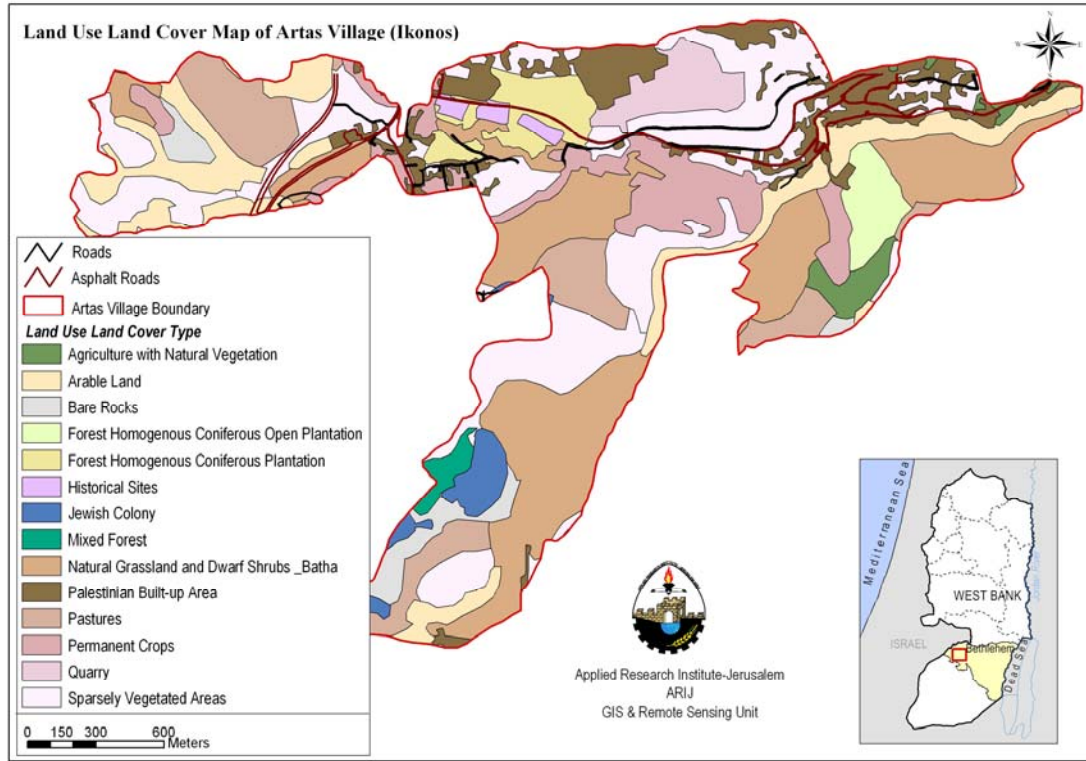 Land Use Land Cover Map of Artas Village (Ikonos)
N
W
E
S
Roads
Asphalt Roads
Artas Village Boundary
Land Use Land Cover Type
Agriculture with Natural Vegetation
Arable Land
Bare Rocks
Forest Homogenous Coniferous Open Plantation
Forest Homogenous Coniferous Plantation
Historical Sites
Jewish Colony
Mixed Forest
Natural Grassland and Dwarf Shrubs _Batha
Palestinian Built-up Area
Pastures
Permanent Crops
Quarry
Sparsely Vegetated Areas
0 150 300 600
Meters
Applied Research Institute-Jerusalem
ARIJ
GIS & Remote Sensing Unit
Mediterranean Sea
WEST BANK
ISRAEL
Bethlehem
Dead Sea